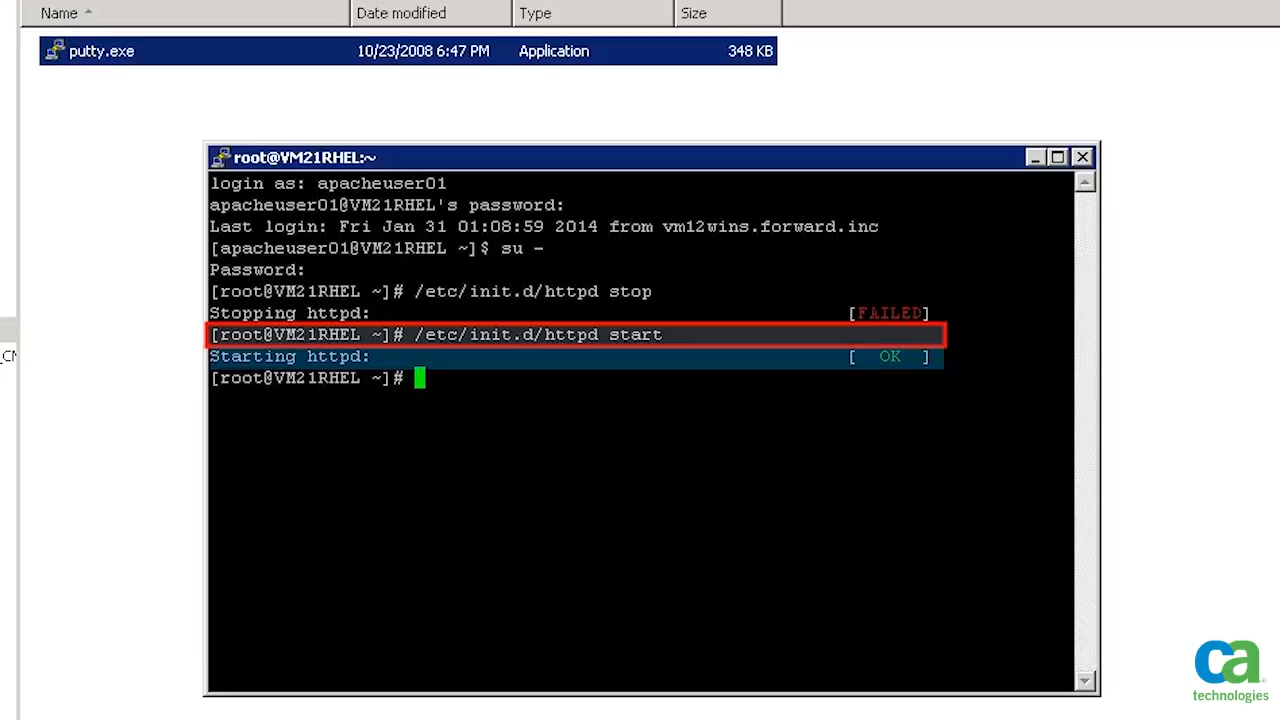 Name Date modified Type Size
putty.exe 10/23/2008 6:47 PM Application 348 KB
root@VM21RHEL:~
login as: apacheuser01
apacheuser01@VM21RHEL's password:
Last login: Fri Jan 31 01:08:59 2014 from vm12wins.forward.inc
[apacheuser01@VM21RHEL ~]$ su -
Password:
[root@VM21RHEL ~]# /etc/init.d/httpd stop
Stopping httpd: [FAILED]
[root@VM21RHEL ~]# /etc/init.d/httpd start
Starting httpd: [ OK ]
[root@VM21RHEL ~]#
_CM
ca
technologies